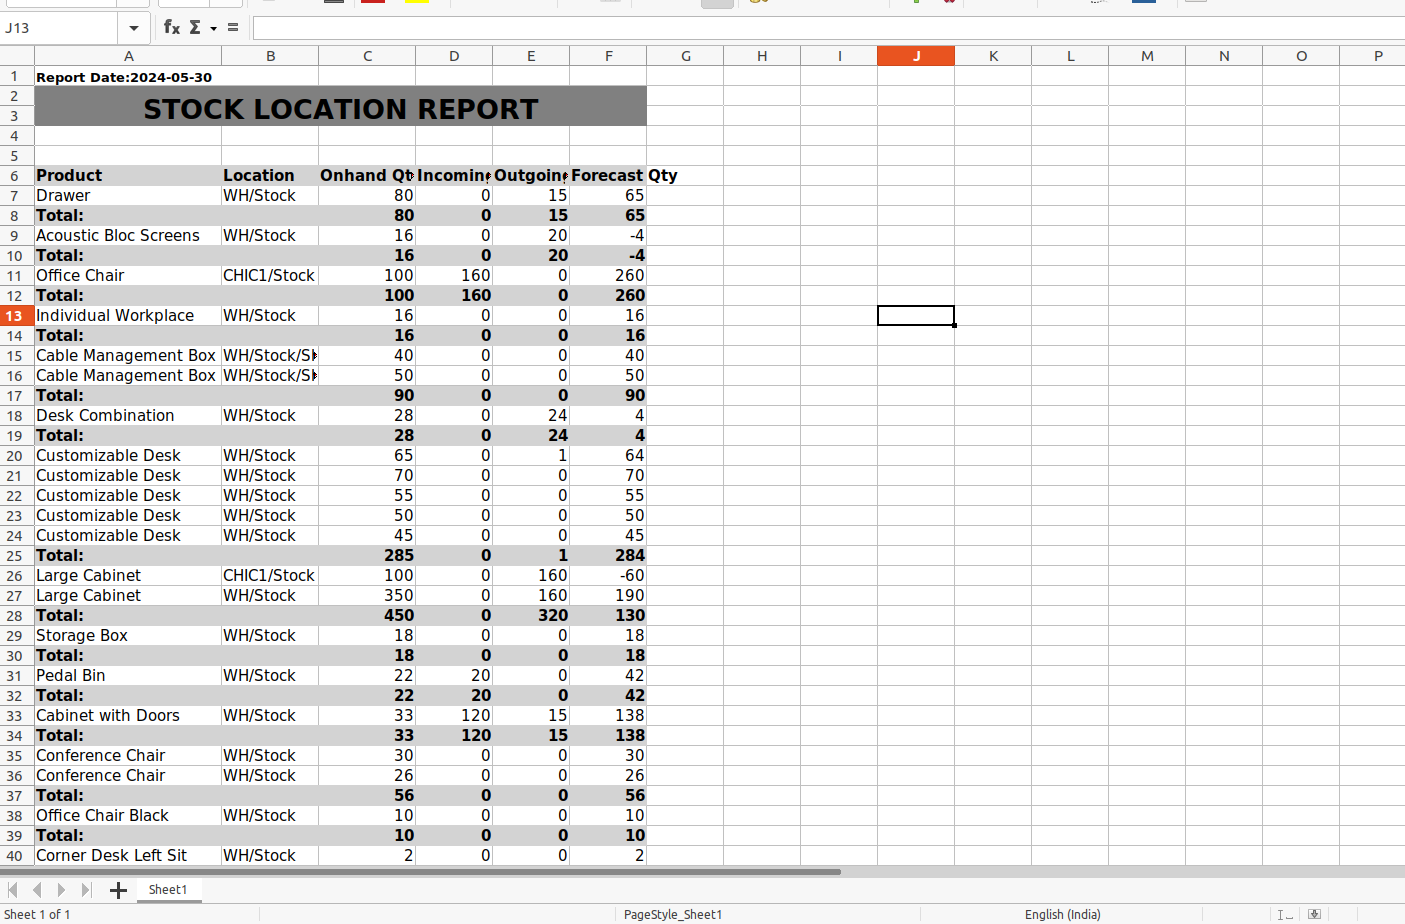 J13 fx Σ =
A B C D E F G H I J K L M N O P
1 Report Date:2024-05-30
2
3 STOCK LOCATION REPORT
4
5
6 Product Location Onhand Qt Incoming Outgoing Forecast Qty
7 Drawer WH/Stock 80 0 15 65
8 Total: 80 0 15 65
9 Acoustic Bloc Screens WH/Stock 16 0 20 -4
10 Total: 16 0 20 -4
11 Office Chair CHIC1/Stock 100 160 0 260
12 Total: 100 160 0 260
13 Individual Workplace WH/Stock 16 0 0 16
14 Total: 16 0 0 16
15 Cable Management Box WH/Stock/SI 40 0 0 40
16 Cable Management Box WH/Stock/SI 50 0 0 50
17 Total: 90 0 0 90
18 Desk Combination WH/Stock 28 0 24 4
19 Total: 28 0 24 4
20 Customizable Desk WH/Stock 65 0 1 64
21 Customizable Desk WH/Stock 70 0 0 70
22 Customizable Desk WH/Stock 55 0 0 55
23 Customizable Desk WH/Stock 50 0 0 50
24 Customizable Desk WH/Stock 45 0 0 45
25 Total: 285 0 1 284
26 Large Cabinet CHIC1/Stock 100 0 160 -60
27 Large Cabinet WH/Stock 350 0 160 190
28 Total: 450 0 320 130
29 Storage Box WH/Stock 18 0 0 18
30 Total: 18 0 0 18
31 Pedal Bin WH/Stock 22 20 0 42
32 Total: 22 20 0 42
33 Cabinet with Doors WH/Stock 33 120 15 138
34 Total: 33 120 15 138
35 Conference Chair WH/Stock 30 0 0 30
36 Conference Chair WH/Stock 26 0 0 26
37 Total: 56 0 0 56
38 Office Chair Black WH/Stock 10 0 0 10
39 Total: 10 0 0 10
40 Corner Desk Left Sit WH/Stock 2 0 0 2
Sheet1
Sheet 1 of 1 PageStyle_Sheet1 English (India)